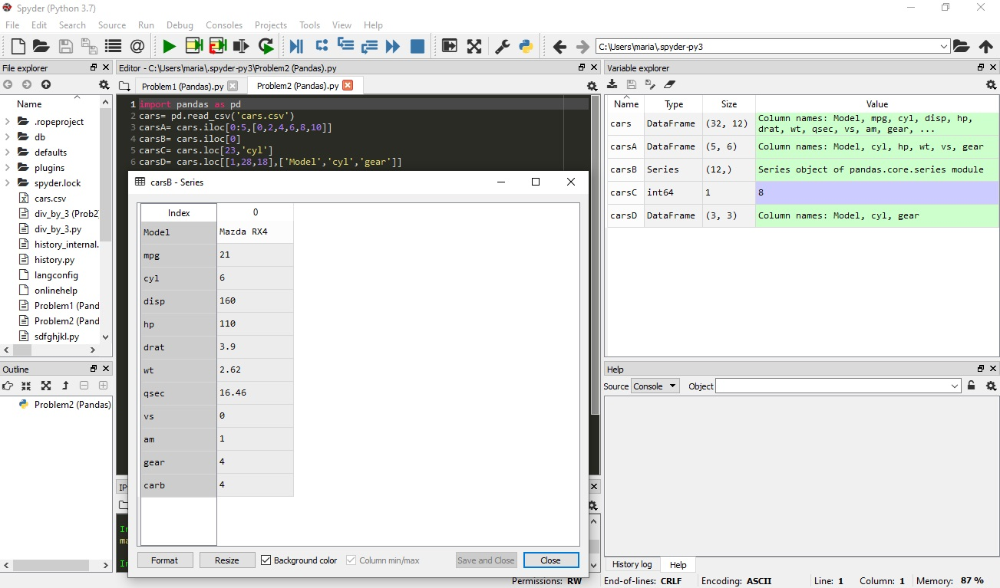 Spyder (Python 3.7)
File Edit Search Source Run Debug Consoles Projects Tools View Help
C:\Users\maria\.spyder-py3
File explorer
Editor - C:\Users\maria\.spyder-py3\Problem2 (Pandas).py
Variable explorer
Problem1 (Pandas).py
Problem2 (Pandas).py
Name
.ropeproject
db
defaults
plugins
spyder.lock
cars.csv
div_by_3 (Prob2
div_by_3.py
history_internal.
history.py
langconfig
onlinehelp
Problem1 (Pand
Problem2 (Pand
sdfghjkl.py
1 import pandas as pd
2 cars= pd.read_csv('cars.csv')
3 carsA= cars.iloc[0:5,[0,2,4,6,8,10]]
4 carsB= cars.iloc[0]
5 carsC= cars.loc[23,'cyl']
6 carsD= cars.loc[[1,28,18],['Model','cyl','gear']]
Name Type Size Value
cars DataFrame (32, 12) Column names: Model, mpg, cyl, disp, hp,
drat, wt, qsec, vs, am, gear, ...
carsA DataFrame (5, 6) Column names: Model, cyl, hp, wt, vs, gear
carsB Series (12,) Series object of pandas.core.series module
carsC int64 1 8
carsD DataFrame (3, 3) Column names: Model, cyl, gear
carsB - Series
Index 0
Model Mazda RX4
mpg 21
cyl 6
disp 160
hp 110
drat 3.9
wt 2.62
qsec 16.46
vs 0
am 1
gear 4
carb 4
Format Resize Background color Column min/max Save and Close Close
Outline
Problem2 (Pandas)
Help
Source Console Object
IP
In
ma
In
History log Help
Permissions: RW End-of-lines: CRLF Encoding: ASCII Line: 1 Column: 1 Memory: 87 %